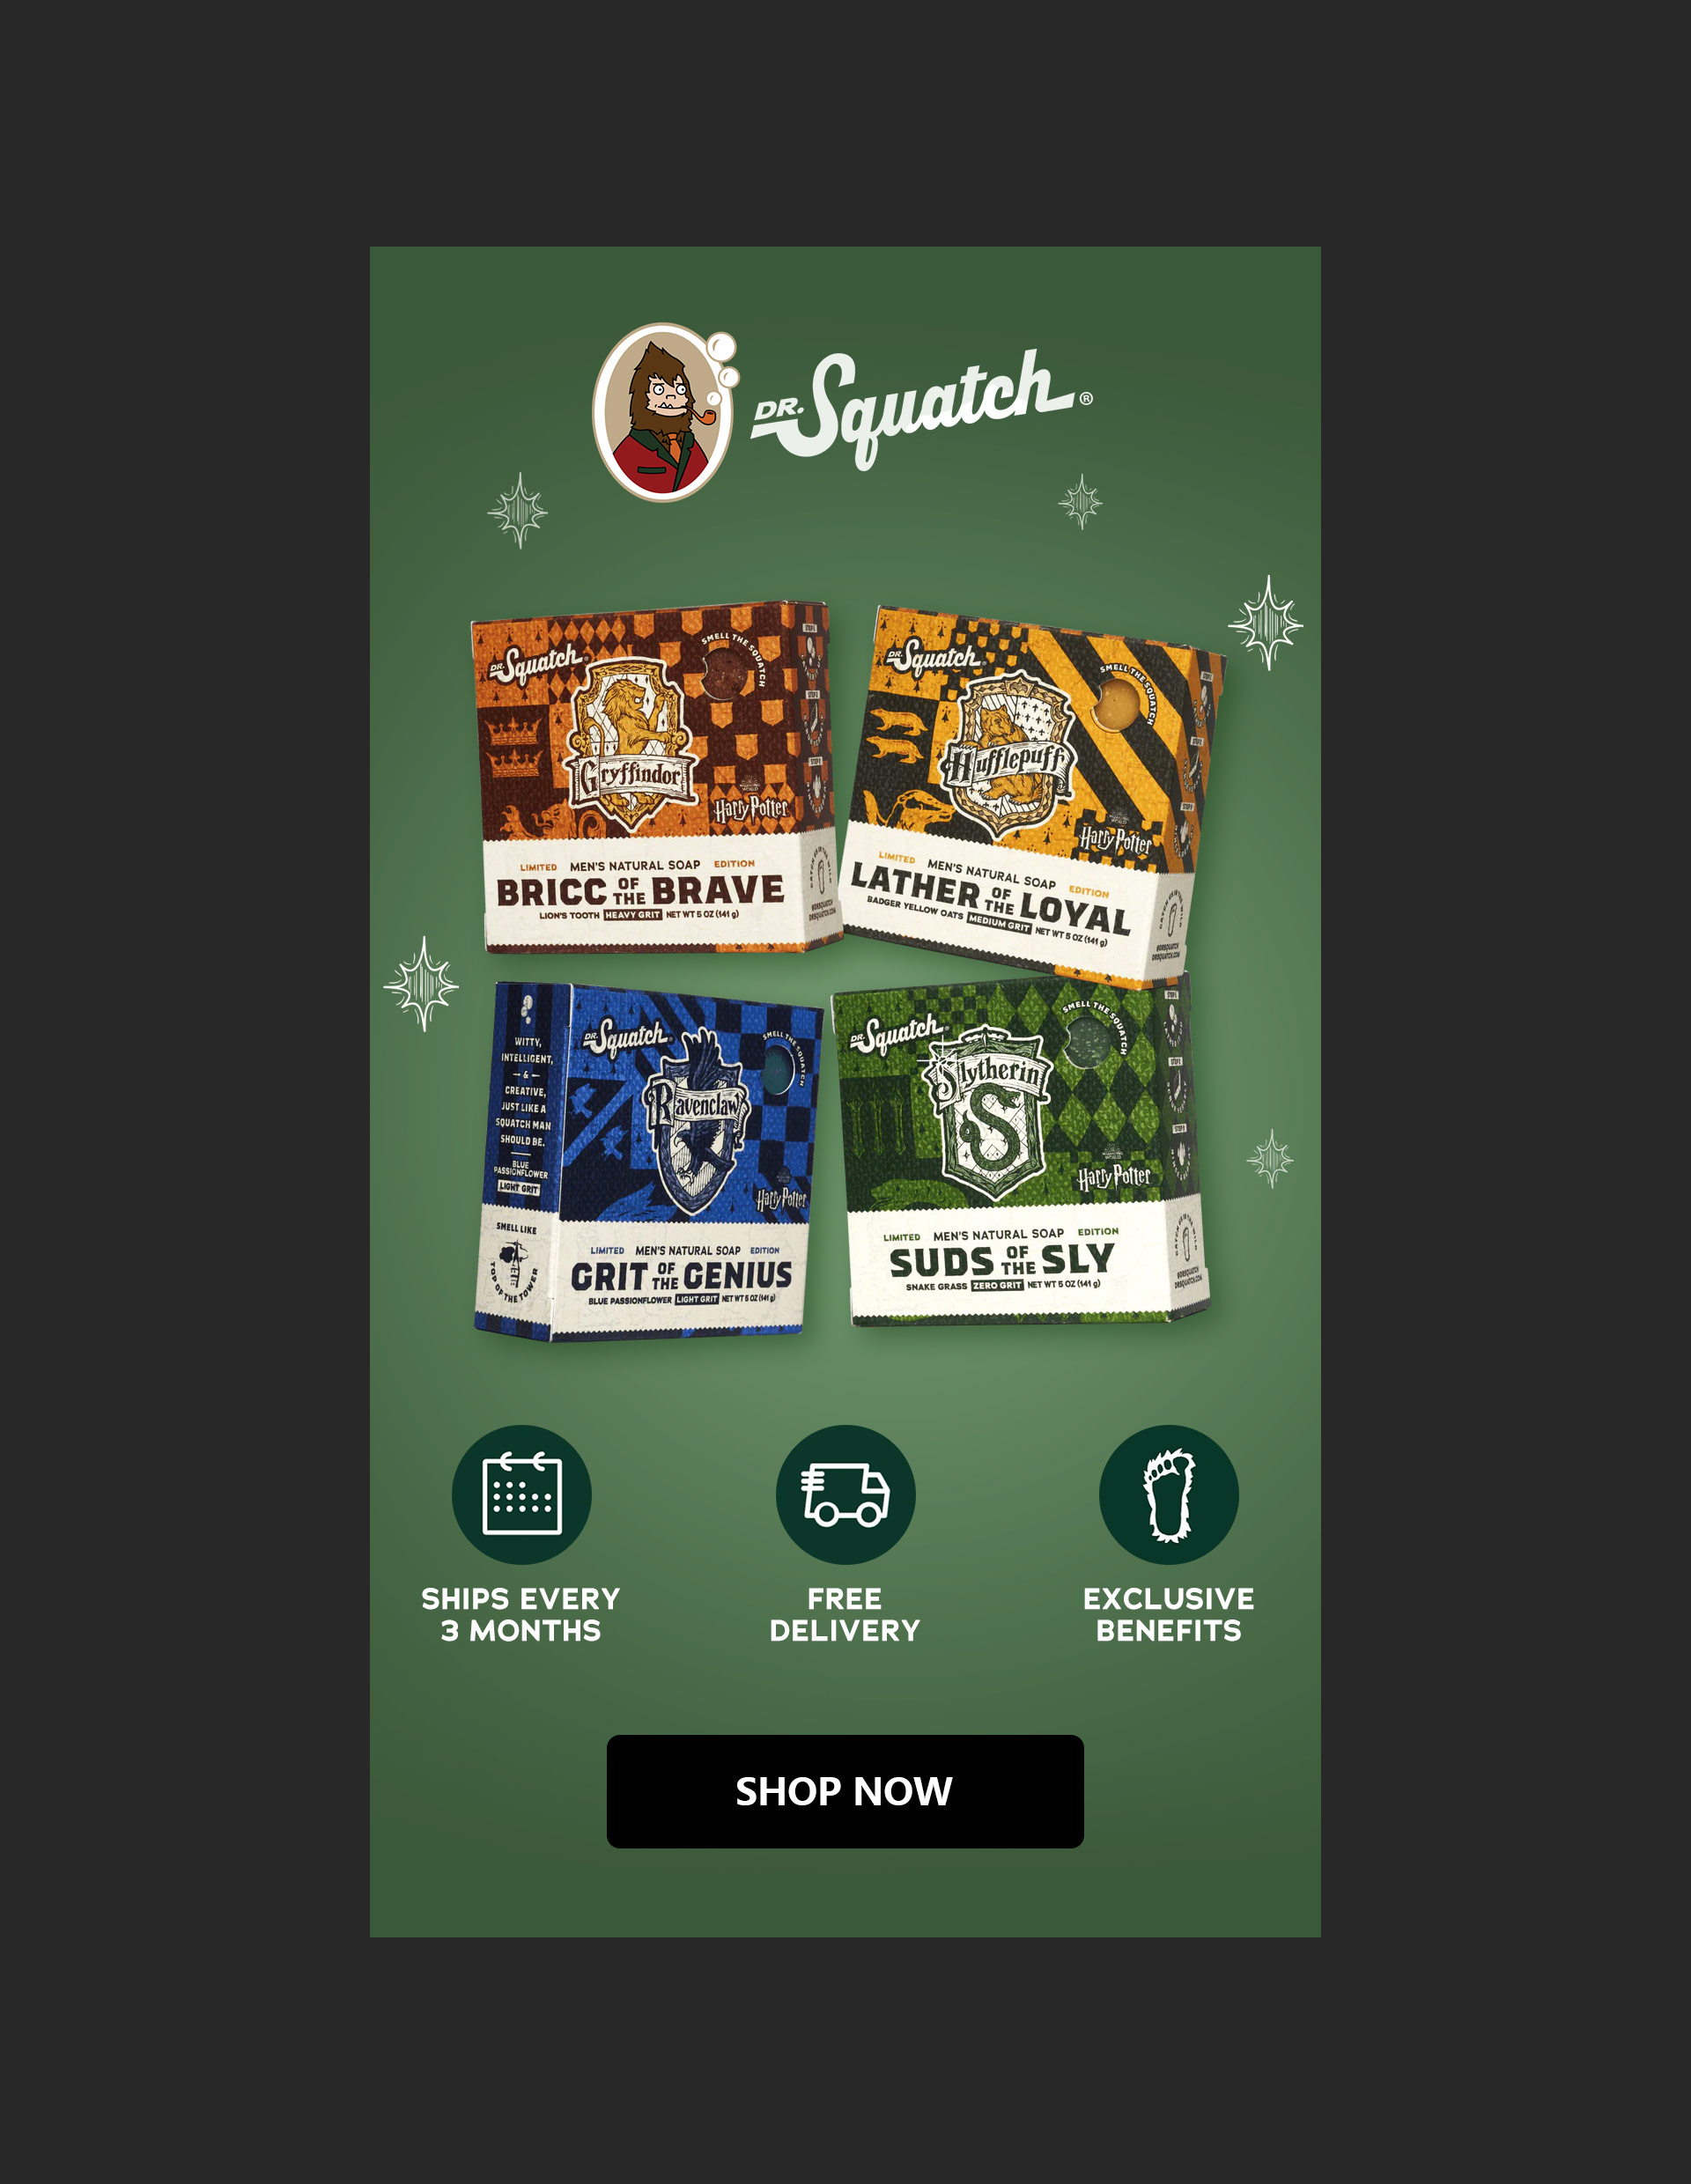 DR. Squatch®
DR. Squatch
SMELL THE SQUATCH
Gryffindor
Harry Potter
LIMITED MEN'S NATURAL SOAP EDITION
BRICC OF THE BRAVE
LION'S TOOTH HEAVY GRIT NET WT 5 OZ (141 g)
DR. Squatch
SMELL THE SQUATCH
Hufflepuff
Harry Potter
LIMITED MEN'S NATURAL SOAP EDITION
LATHER OF THE LOYAL
BADGER YELLOW OATS MEDIUM GRIT NET WT 5 OZ (141 g)
WITTY,
INTELLIGENT,
&
CREATIVE,
JUST LIKE A
SQUATCH MAN
SHOULD BE.
BLUE
PASSIONFLOWER
LIGHT GRIT
SMELL LIKE
TOP OF THE TOWER
DR. Squatch
SMELL THE SQUATCH
Ravenclaw
Harry Potter
LIMITED MEN'S NATURAL SOAP EDITION
GRIT OF THE GENIUS
BLUE PASSIONFLOWER LIGHT GRIT NET WT 5 OZ (141 g)
DR. Squatch
SMELL THE SQUATCH
Slytherin
Harry Potter
LIMITED MEN'S NATURAL SOAP EDITION
SUDS OF THE SLY
SNAKE GRASS ZERO GRIT NET WT 5 OZ (141 g)
SHIPS EVERY
3 MONTHS
FREE
DELIVERY
EXCLUSIVE
BENEFITS
SHOP NOW